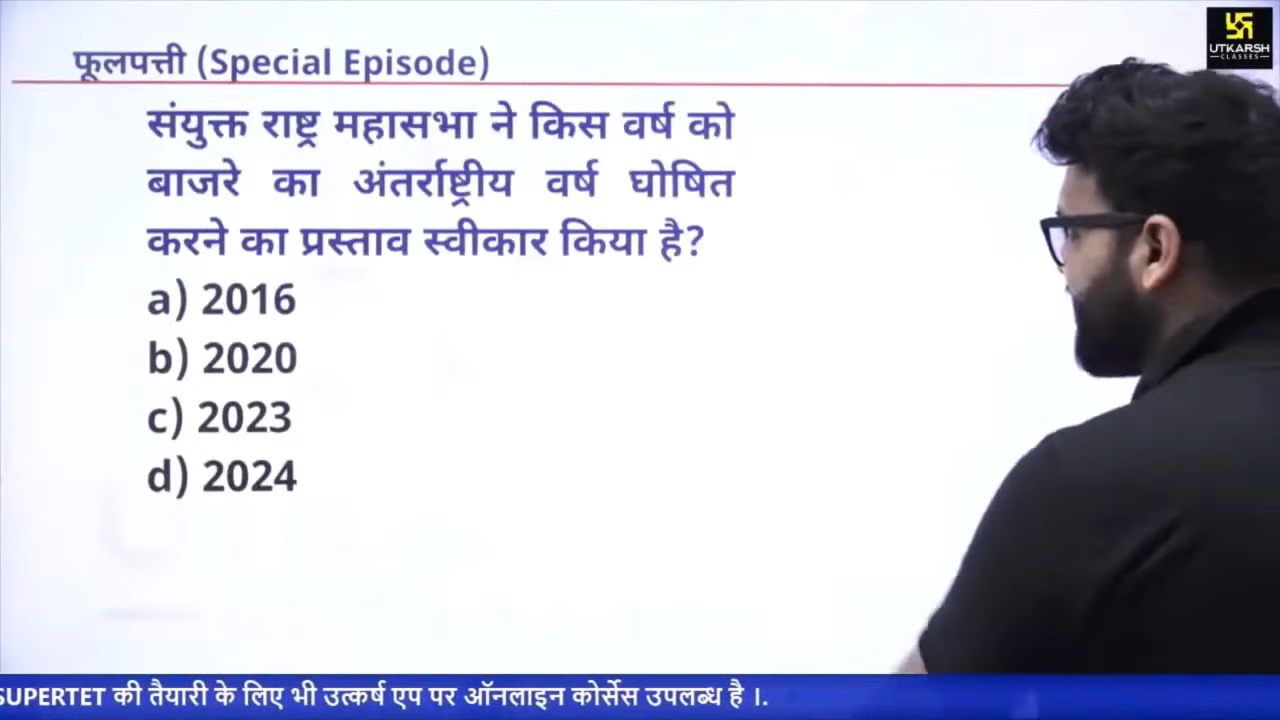 फूलपत्ती (Special Episode)
UTKARSH
CLASSES
संयुक्त राष्ट्र महासभा ने किस वर्ष को
बाजरे का अंतर्राष्ट्रीय वर्ष घोषित
करने का प्रस्ताव स्वीकार किया है?
a) 2016
b) 2020
c) 2023
d) 2024
SUPERTET की तैयारी के लिए भी उत्कर्ष एप पर ऑनलाइन कोर्सेस उपलब्ध है ।.